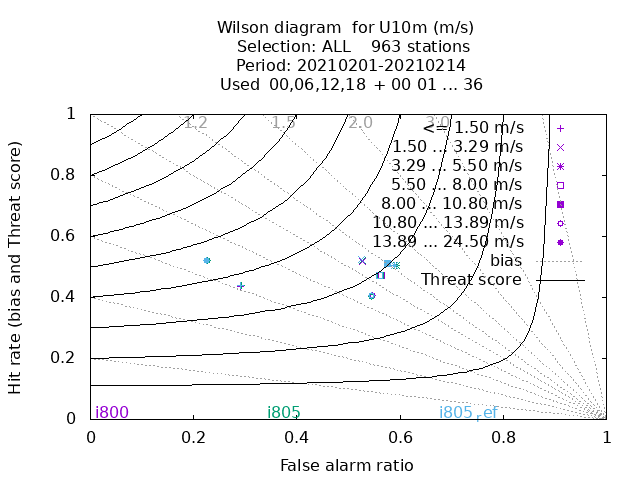 Wilson diagram  for U10m (m/s)
Selection: ALL    963 stations
Period: 20210201-20210214
Used  00,06,12,18  + 00 01 ... 36
Hit rate (bias and Threat score)
1
0.8
0.6
0.4
0.2
0
1.2
1.5
2.0
3.0
<= 1.50 m/s
1.50 ... 3.29 m/s
3.29 ... 5.50 m/s
5.50 ... 8.00 m/s
8.00 ... 10.80 m/s
10.80 ... 13.89 m/s
13.89 ... 24.50 m/s
bias
Threat score
i800
i805
i805ref
0
0.2
0.4
0.6
0.8
1
False alarm ratio